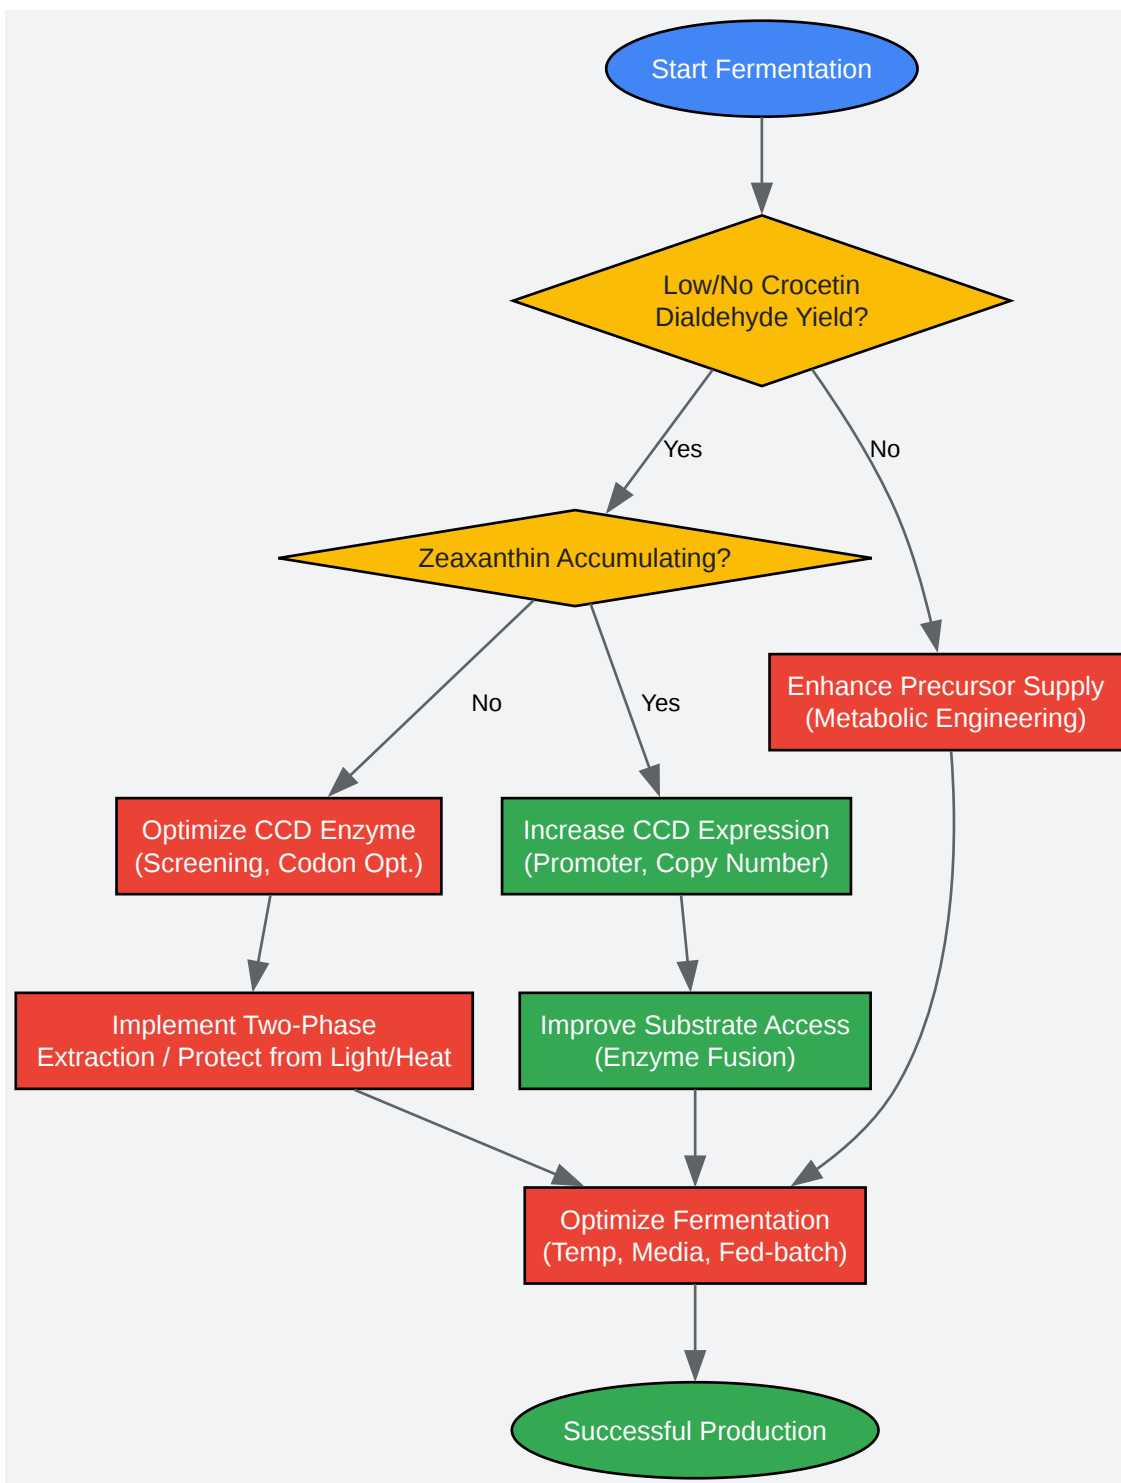 Start Fermentation
Low/No Crocetin
Dialdehyde Yield?
Yes
No
Zeaxanthin Accumulating?
No
Yes
Enhance Precursor Supply
(Metabolic Engineering)
Optimize CCD Enzyme
(Screening, Codon Opt.)
Increase CCD Expression
(Promoter, Copy Number)
Implement Two-Phase
Extraction / Protect from Light/Heat
Improve Substrate Access
(Enzyme Fusion)
Optimize Fermentation
(Temp, Media, Fed-batch)
Successful Production